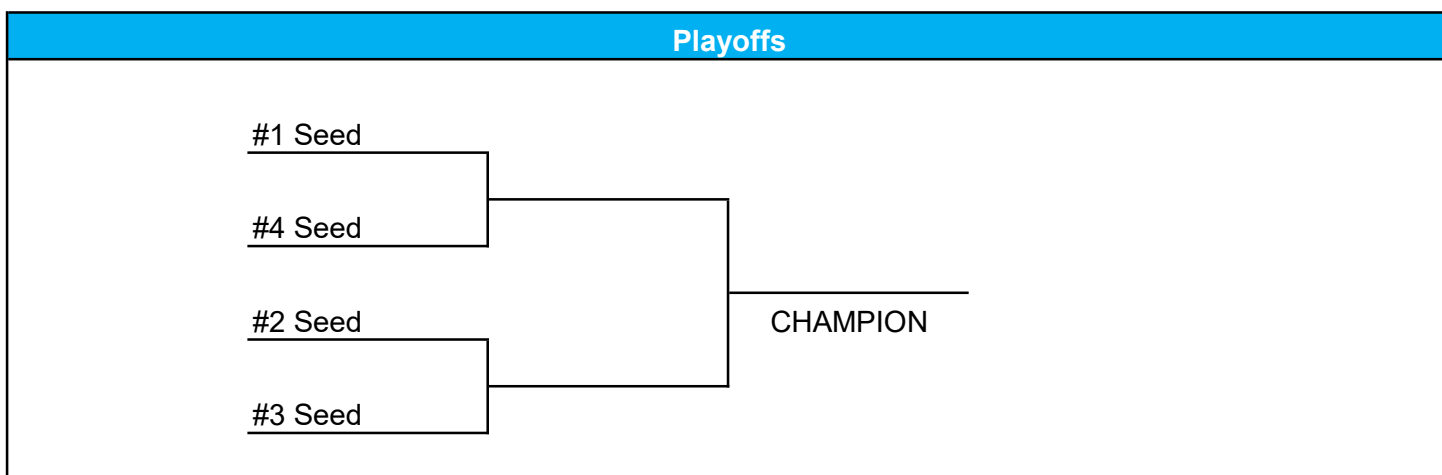 Playoffs
#1 Seed
#4 Seed
#2 Seed
CHAMPION
#3 Seed